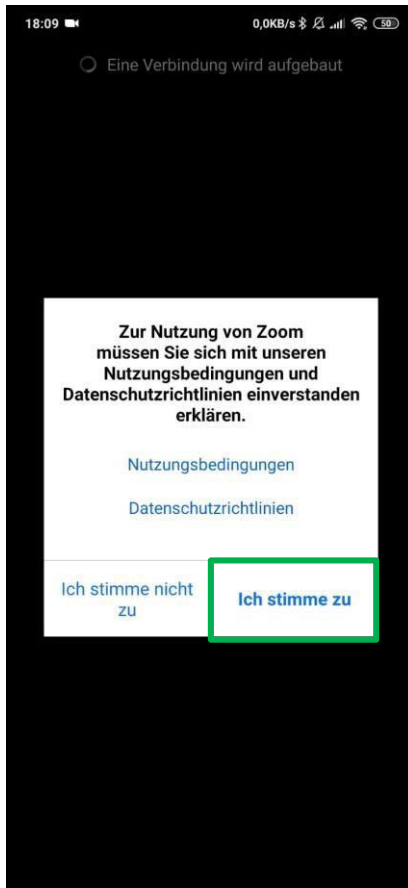 18:09 0,0KB/s 50
Eine Verbindung wird aufgebaut
Zur Nutzung von Zoom
müssen Sie sich mit unseren
Nutzungsbedingungen und
Datenschutzrichtlinien einverstanden
erklären.
Nutzungsbedingungen
Datenschutzrichtlinien
Ich stimme nicht
zu
Ich stimme zu